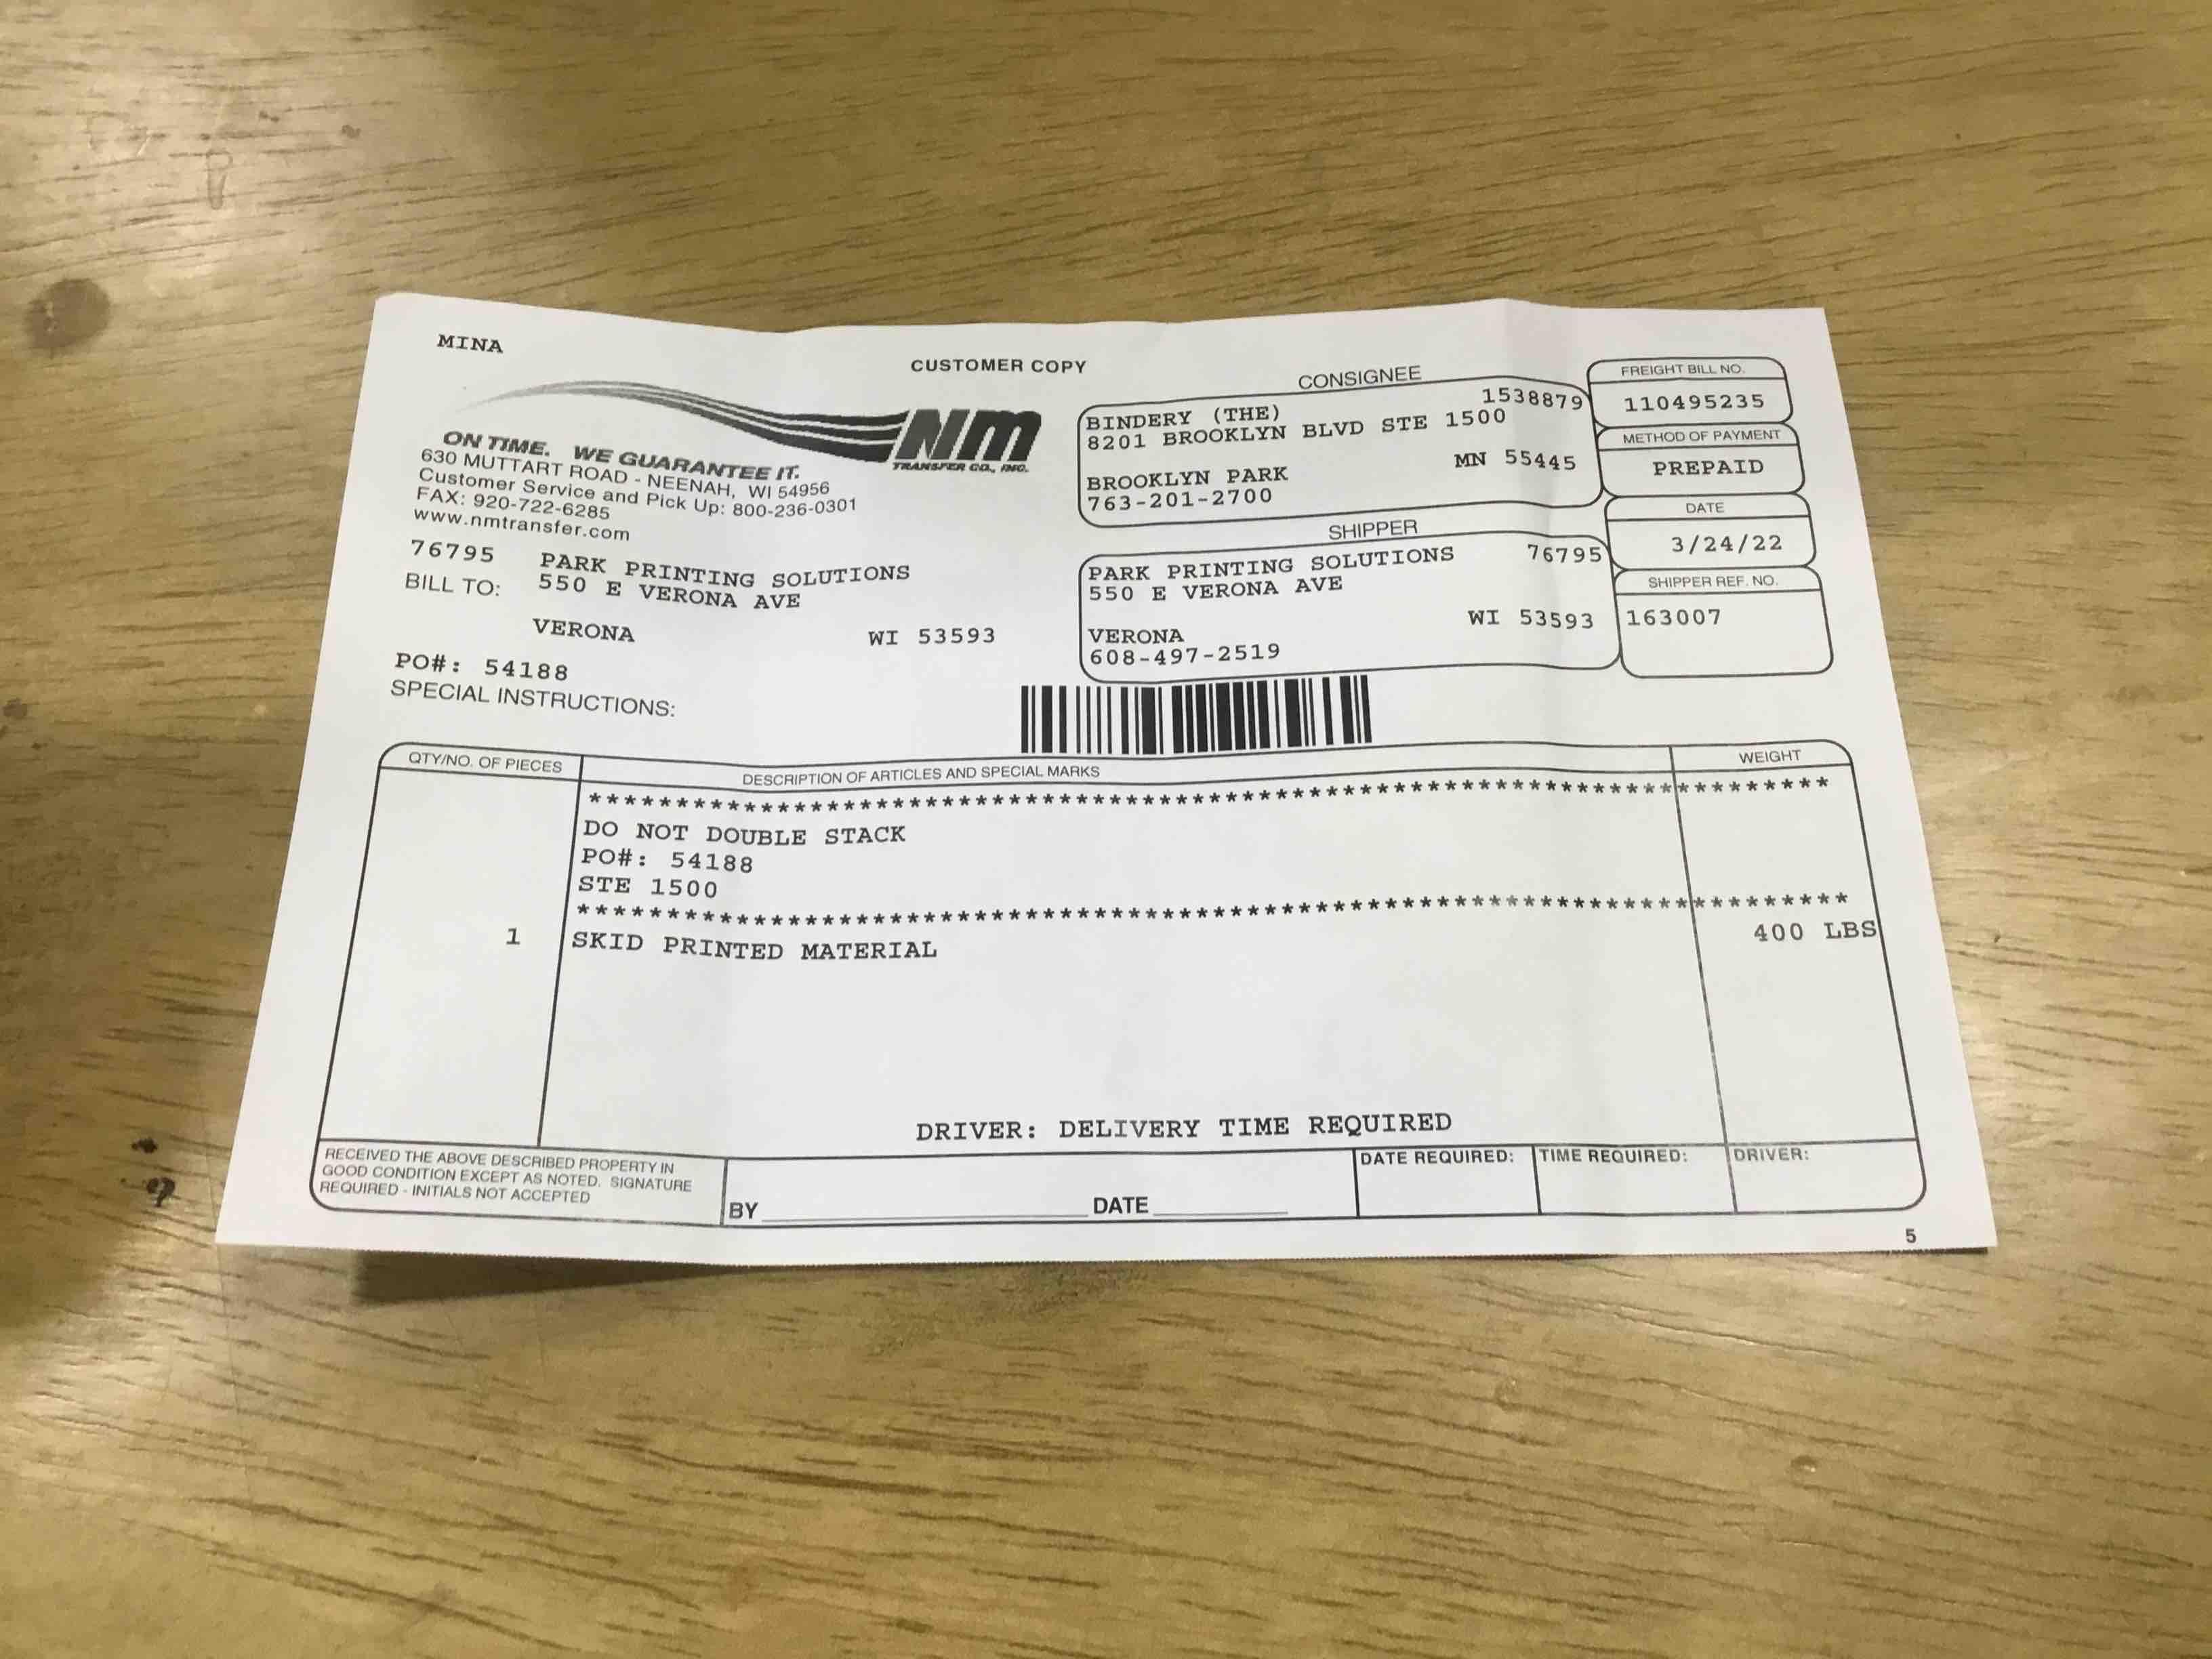 MINA
CUSTOMER COPY
NM
TRANSFER CO., INC.
ON TIME. WE GUARANTEE IT.
630 MUTTART ROAD - NEENAH, WI 54956
Customer Service and Pick Up: 800-236-0301
FAX: 920-722-6285
www.nmtransfer.com
76795 PARK PRINTING SOLUTIONS
BILL TO: 550 E VERONA AVE
VERONA WI 53593
PO#: 54188
SPECIAL INSTRUCTIONS:
CONSIGNEE
1538879
BINDERY (THE)
8201 BROOKLYN BLVD STE 1500
BROOKLYN PARK MN 55445
763-201-2700
SHIPPER
PARK PRINTING SOLUTIONS 76795
550 E VERONA AVE
VERONA WI 53593
608-497-2519
FREIGHT BILL NO.
110495235
METHOD OF PAYMENT
PREPAID
DATE
3/24/22
SHIPPER REF. NO.
163007
QTY/NO. OF PIECES DESCRIPTION OF ARTICLES AND SPECIAL MARKS WEIGHT
*************************************************************************
DO NOT DOUBLE STACK
PO#: 54188
STE 1500
*************************************************************************
1 SKID PRINTED MATERIAL 400 LBS
DRIVER: DELIVERY TIME REQUIRED
RECEIVED THE ABOVE DESCRIBED PROPERTY IN
GOOD CONDITION EXCEPT AS NOTED. SIGNATURE
REQUIRED - INITIALS NOT ACCEPTED
BY DATE
DATE REQUIRED: TIME REQUIRED: DRIVER:
5